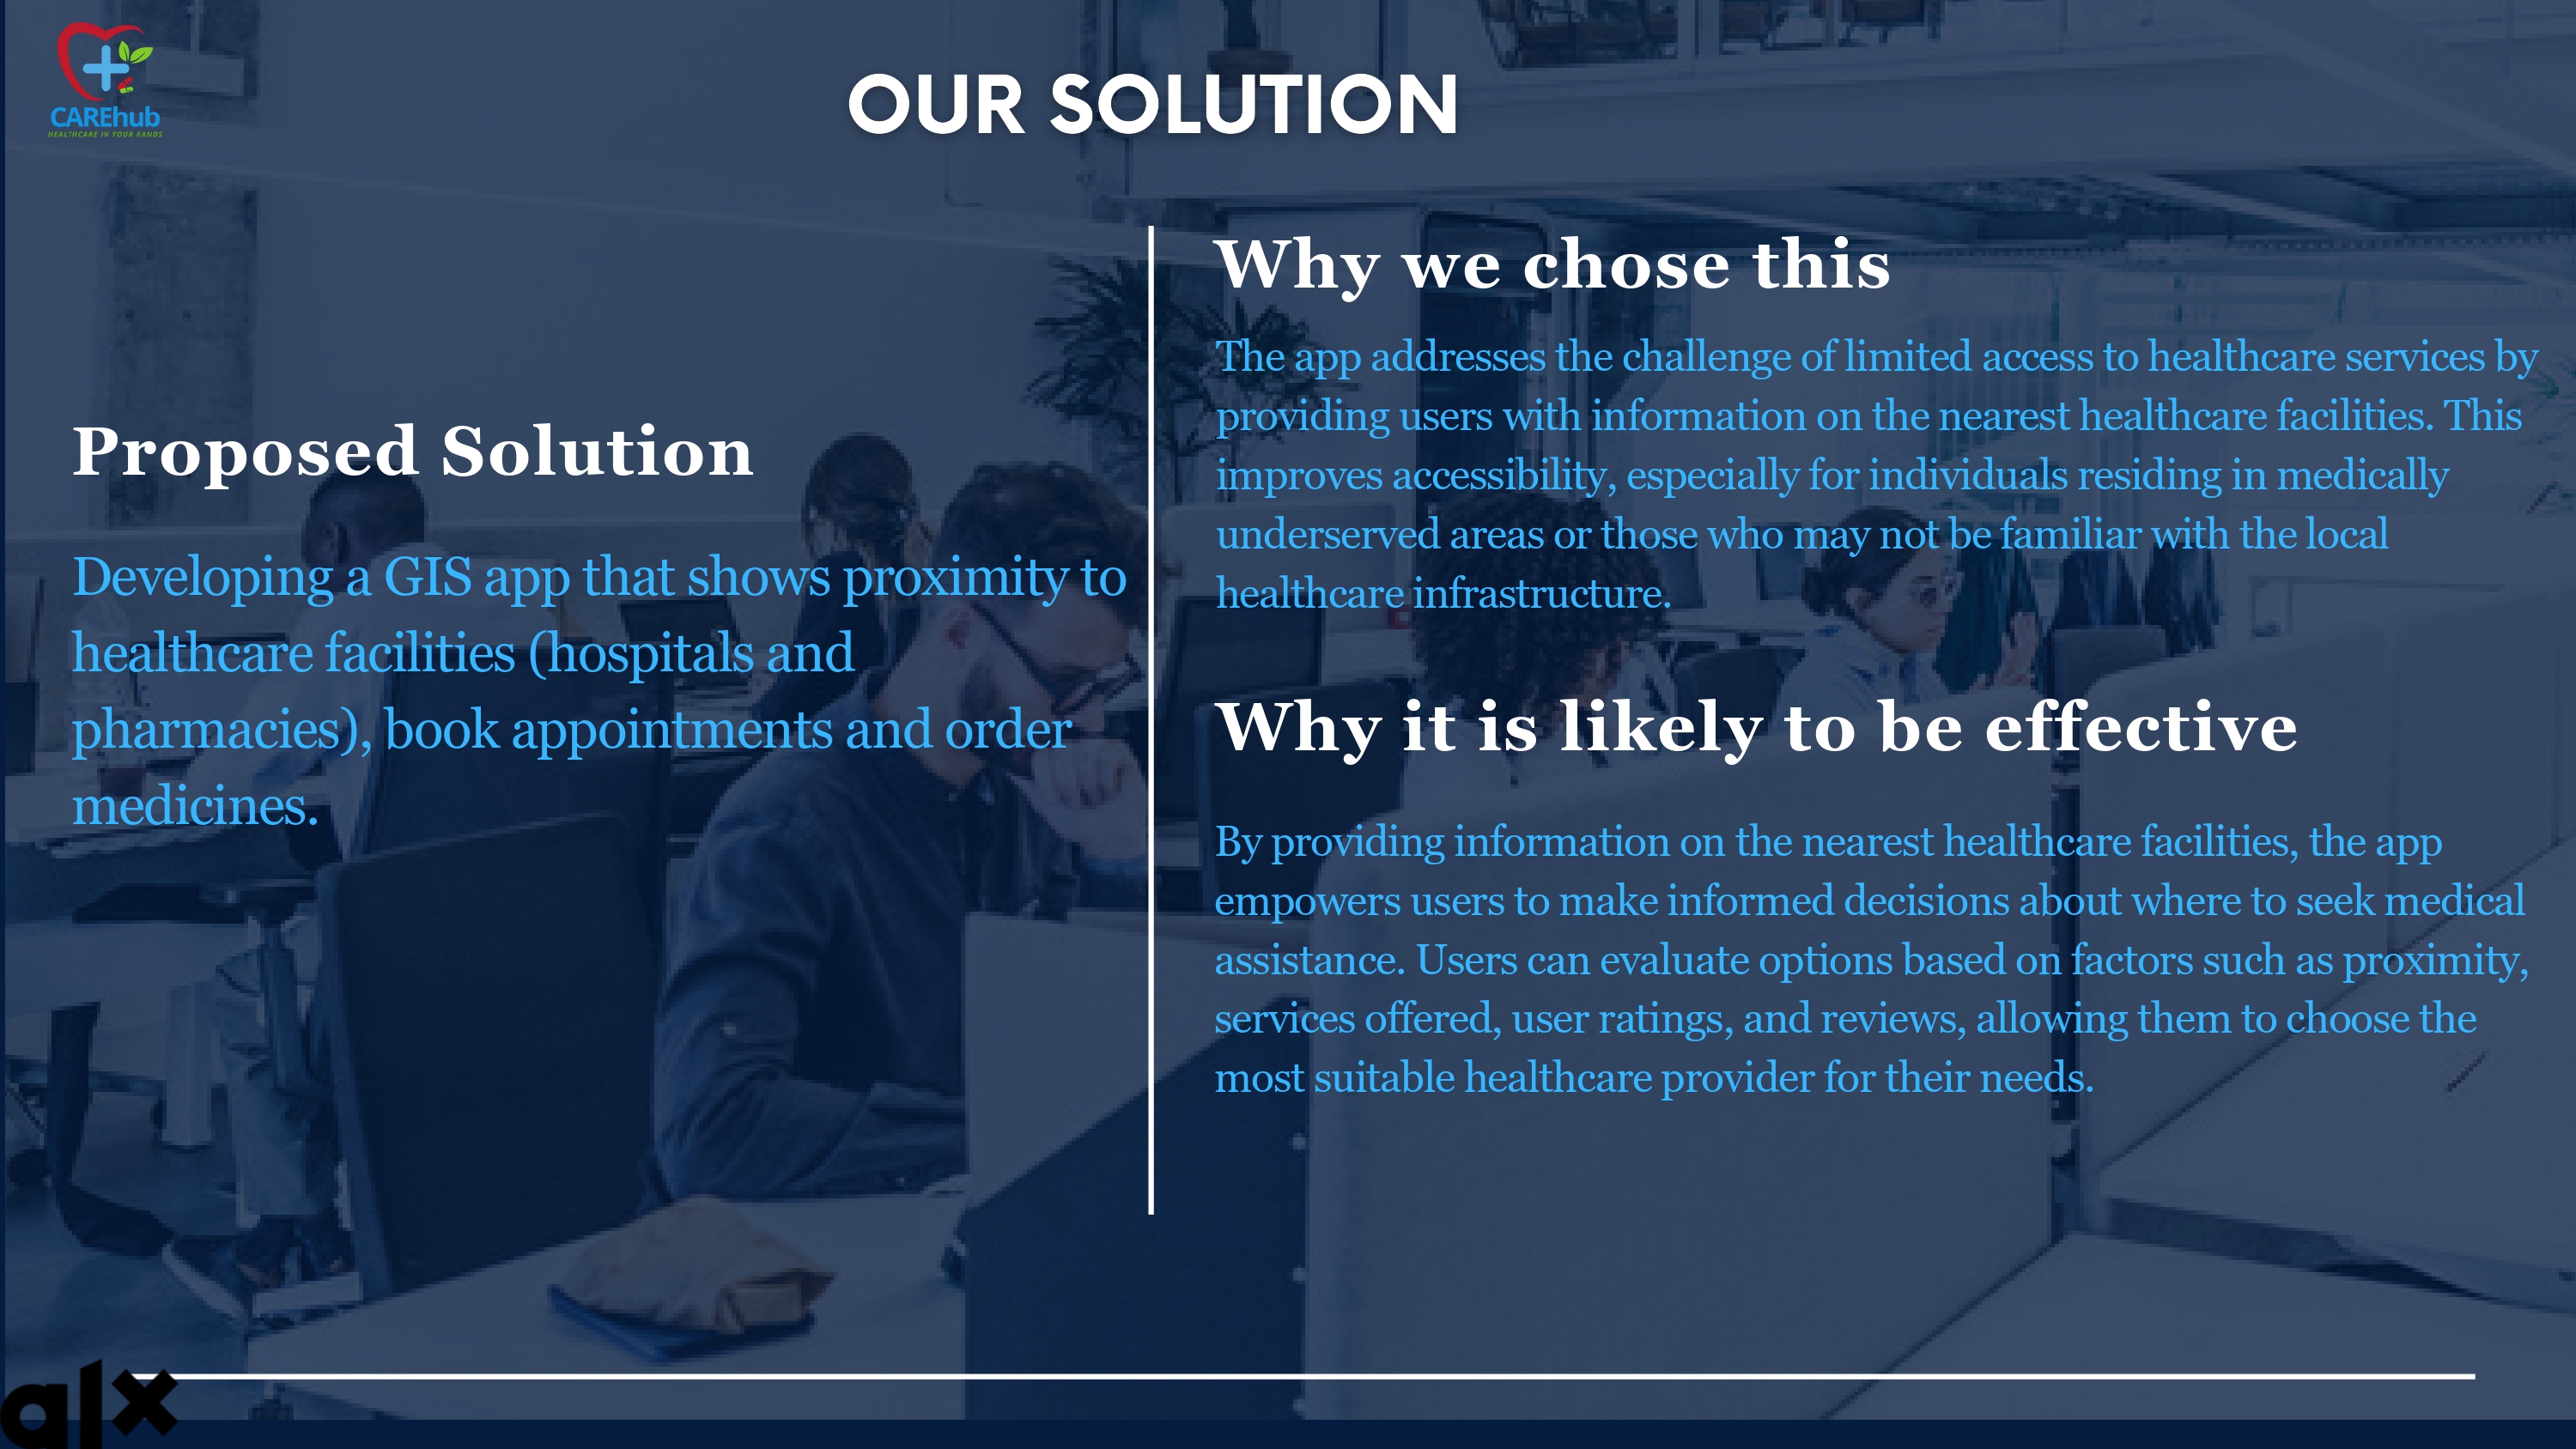 CAREhub
HEALTHCARE IN YOUR HANDS
OUR SOLUTION
Proposed Solution
Developing a GIS app that shows proximity to
healthcare facilities (hospitals and
pharmacies), book appointments and order
medicines.
Why we chose this
The app addresses the challenge of limited access to healthcare services by
providing users with information on the nearest healthcare facilities. This
improves accessibility, especially for individuals residing in medically
underserved areas or those who may not be familiar with the local
healthcare infrastructure.
Why it is likely to be effective
By providing information on the nearest healthcare facilities, the app
empowers users to make informed decisions about where to seek medical
assistance. Users can evaluate options based on factors such as proximity,
services offered, user ratings, and reviews, allowing them to choose the
most suitable healthcare provider for their needs.
alx